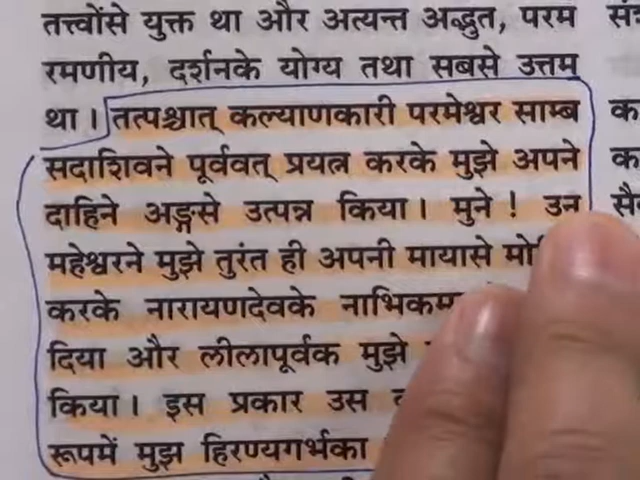 तत्त्वोंसे युक्त था और अत्यन्त अद्भुत, परम
रमणीय, दर्शनके योग्य तथा सबसे उत्तम
था। तत्पश्चात् कल्याणकारी परमेश्वर साम्ब
सदाशिवने पूर्ववत् प्रयत्न करके मुझे अपने
दाहिने अङ्गसे उत्पन्न किया। मुने! उन
महेश्वरने मुझे तुरंत ही अपनी मायासे
करके नारायणदेवके
दिया और लीलापूर्वक मुझे
किया। इस प्रकार उस
रूपमें मुझ हिरण्यगर्भका